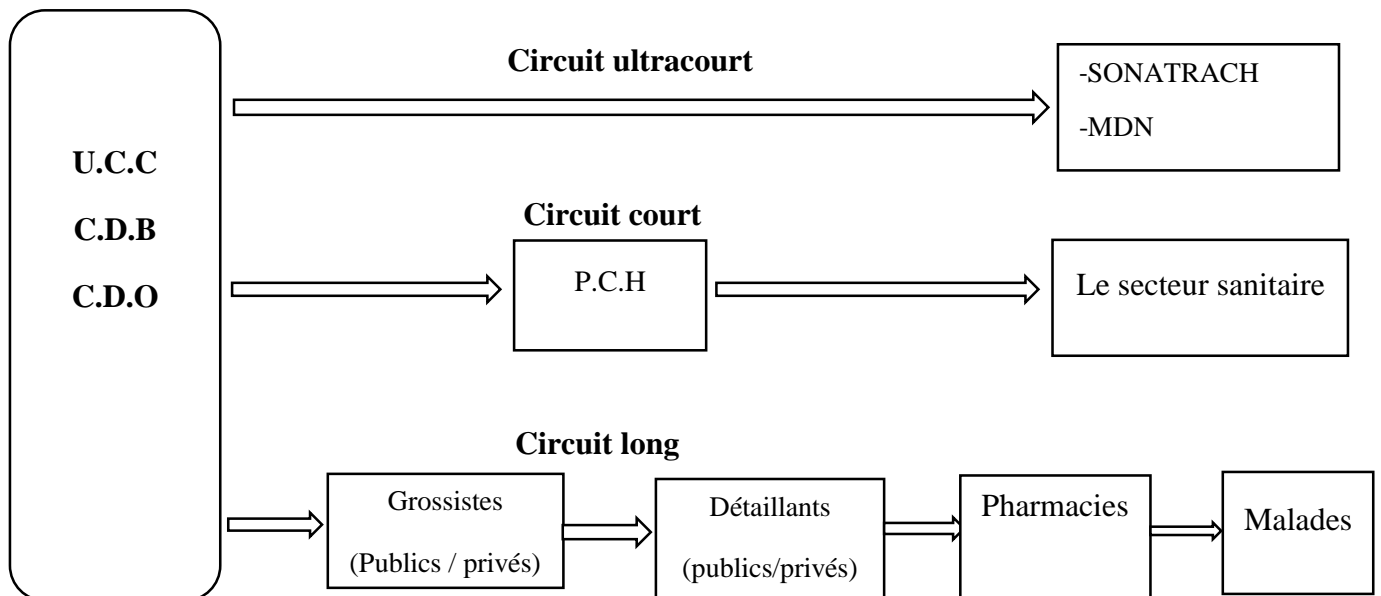 U.C.C
C.D.B
C.D.O
Circuit ultracourt
-SONATRACH
-MDN
Circuit court
P.C.H
Le secteur sanitaire
Circuit long
Grossistes
(Publics / privés)
Détaillants
(publics/privés)
Pharmacies
Malades